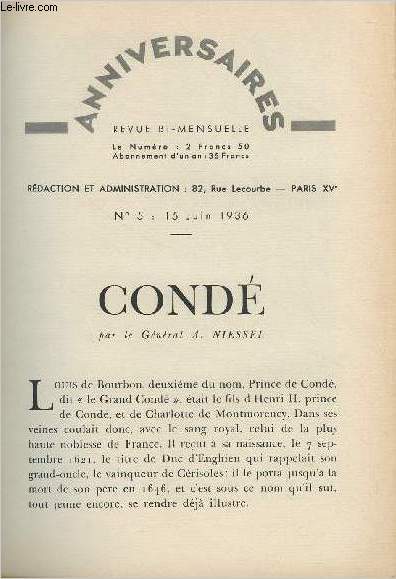 Le-livre.com
ANNIVERSAIRES
REVUE BI-MENSUELLE
Le Numéro : 2 Francs 50
Abonnement d'un an : 35 Francs
RÉDACTION ET ADMINISTRATION : 82, Rue Lecourbe — PARIS XVe
N° 5 : 15 Juin 1936
CONDÉ
par le Général A. NIESSEL
LOUIS de Bourbon, deuxième du nom, Prince de Condé,
dit « le Grand Condé », était le fils d'Henri II, prince
de Condé, et de Charlotte de Montmorency. Dans ses
veines coulait donc, avec le sang royal, celui de la plus
haute noblesse de France. Il reçut à sa naissance, le 7 sep-
tembre 1621, le titre de Duc d'Enghien qui rappelait son
grand-oncle, le vainqueur de Cérisoles; il le porta jusqu'à la
mort de son père en 1646, et c'est sous ce nom qu'il sut,
tout jeune encore, se rendre déjà illustre.